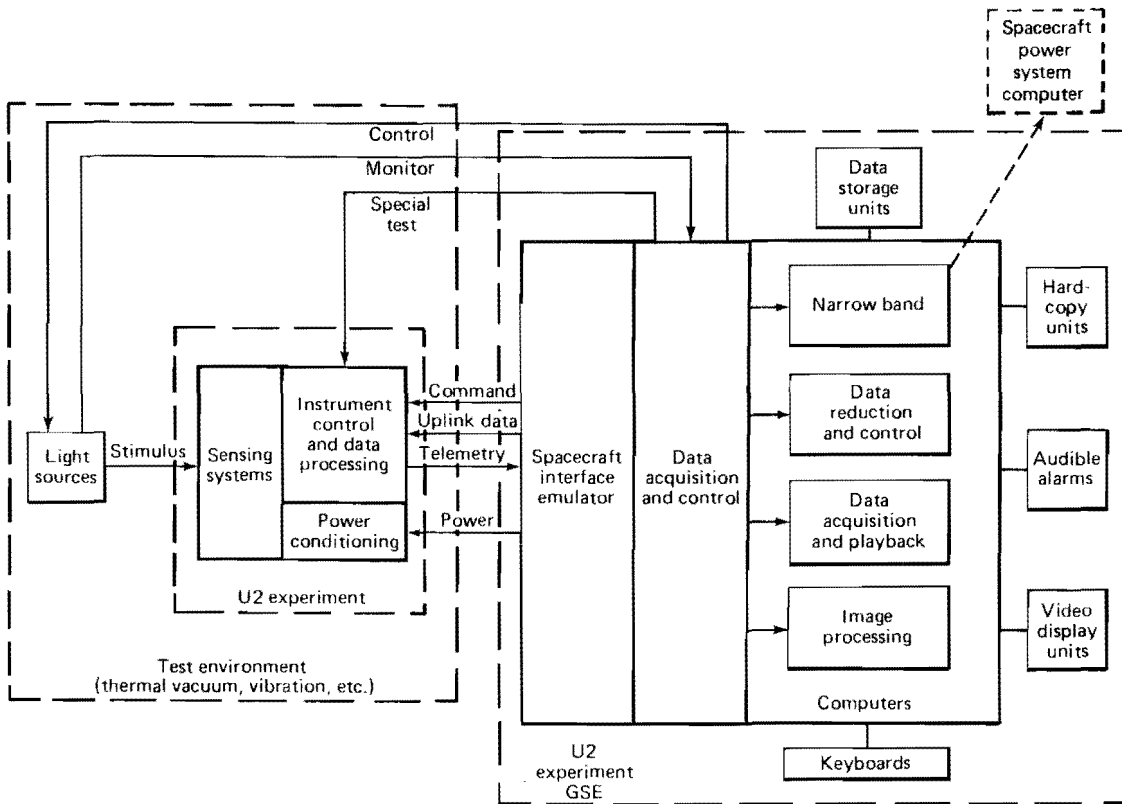 Spacecraft
power
system
computer
Control
Monitor
Special
test
Data
storage
units
Narrow band
Hard-
copy
units
Command
Uplink data
Telemetry
Power
Instrument
control
and data
processing
Data
reduction
and control
Light
sources
Stimulus
Sensing
systems
Spacecraft
interface
emulator
Data
acquisition
and control
Audible
alarms
Power
conditioning
Data
acquisition
and playback
U2 experiment
Image
processing
Video
display
units
Test environment
(thermal vacuum, vibration, etc.)
Computers
U2
experiment
GSE
Keyboards